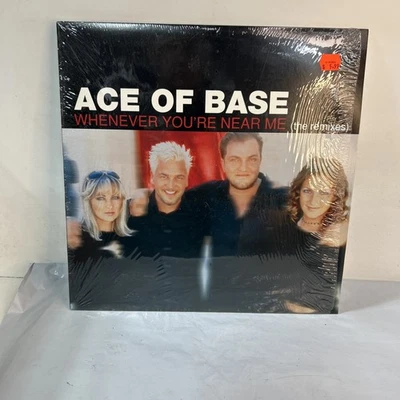 ACE OF BASE
WHENEVER YOU'RE NEAR ME (the remixes)